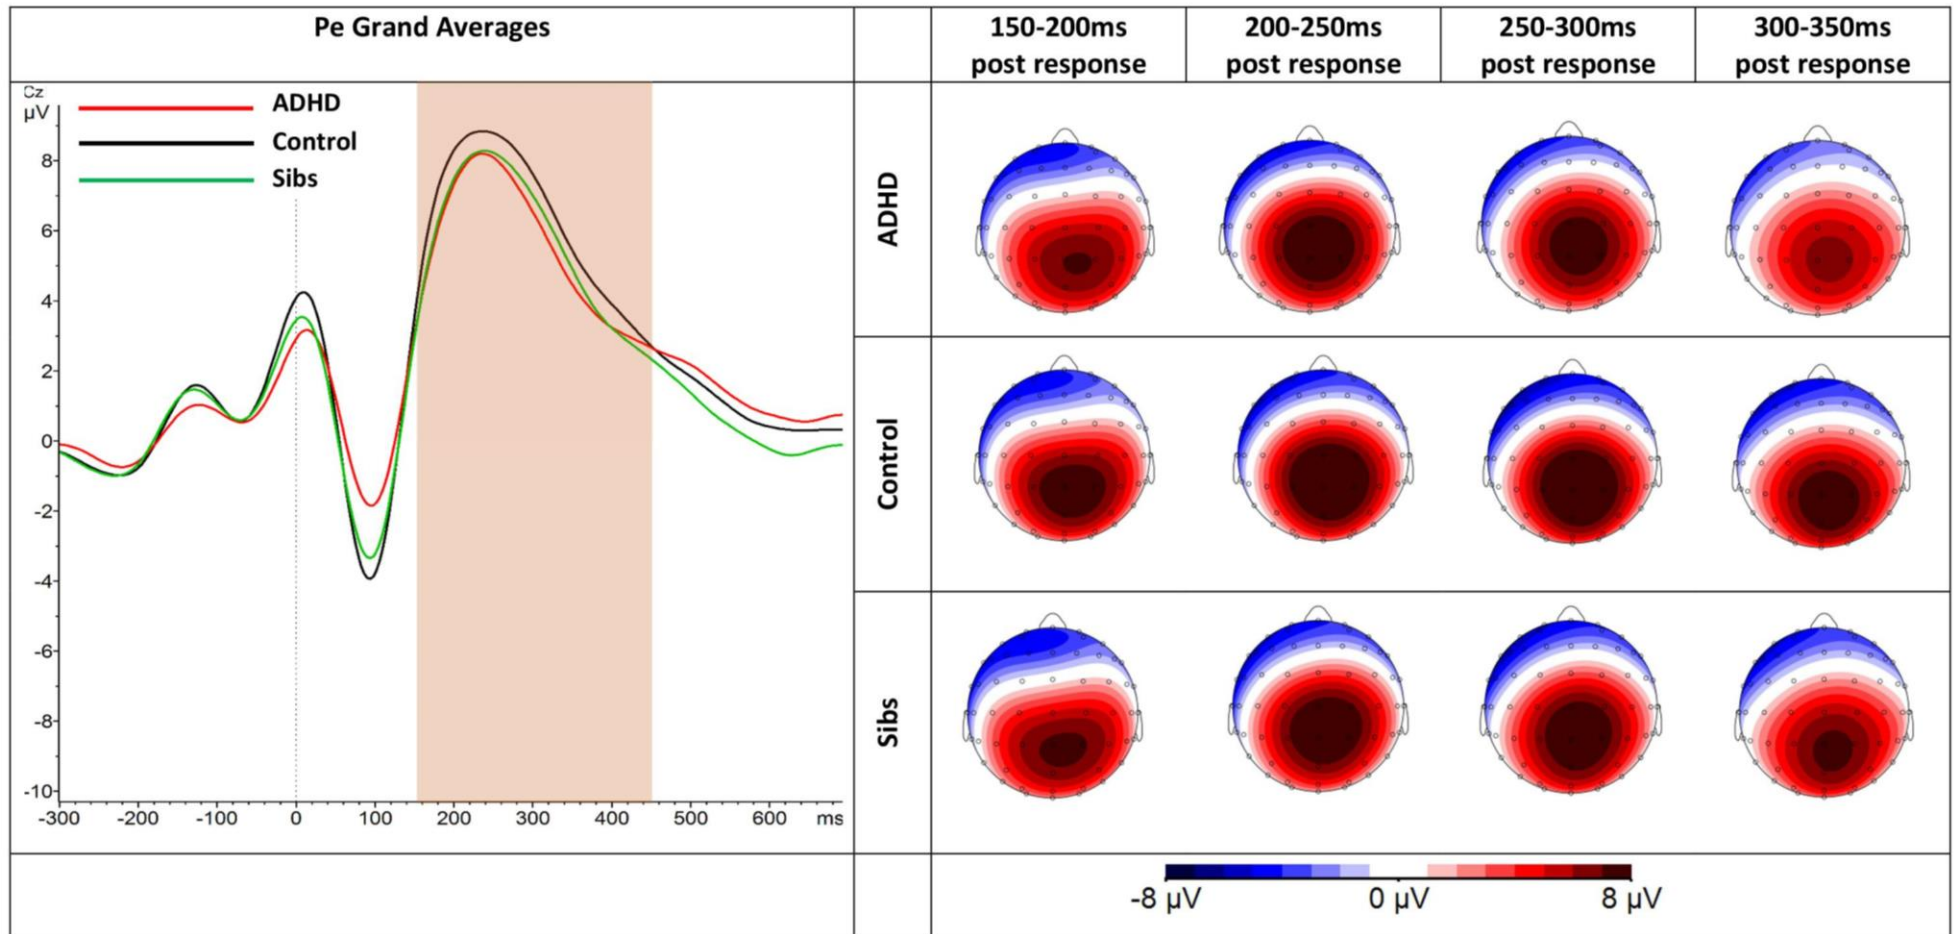 Pe Grand Averages
150-200ms
post response
200-250ms
post response
250-300ms
post response
300-350ms
post response
Cz
µV
ADHD
Control
Sibs
8
6
4
2
0
-2
-4
-6
-8
-10
-300 -200 -100 0 100 200 300 400 500 600 ms
ADHD
Control
Sibs
-8 µV 0 µV 8 µV